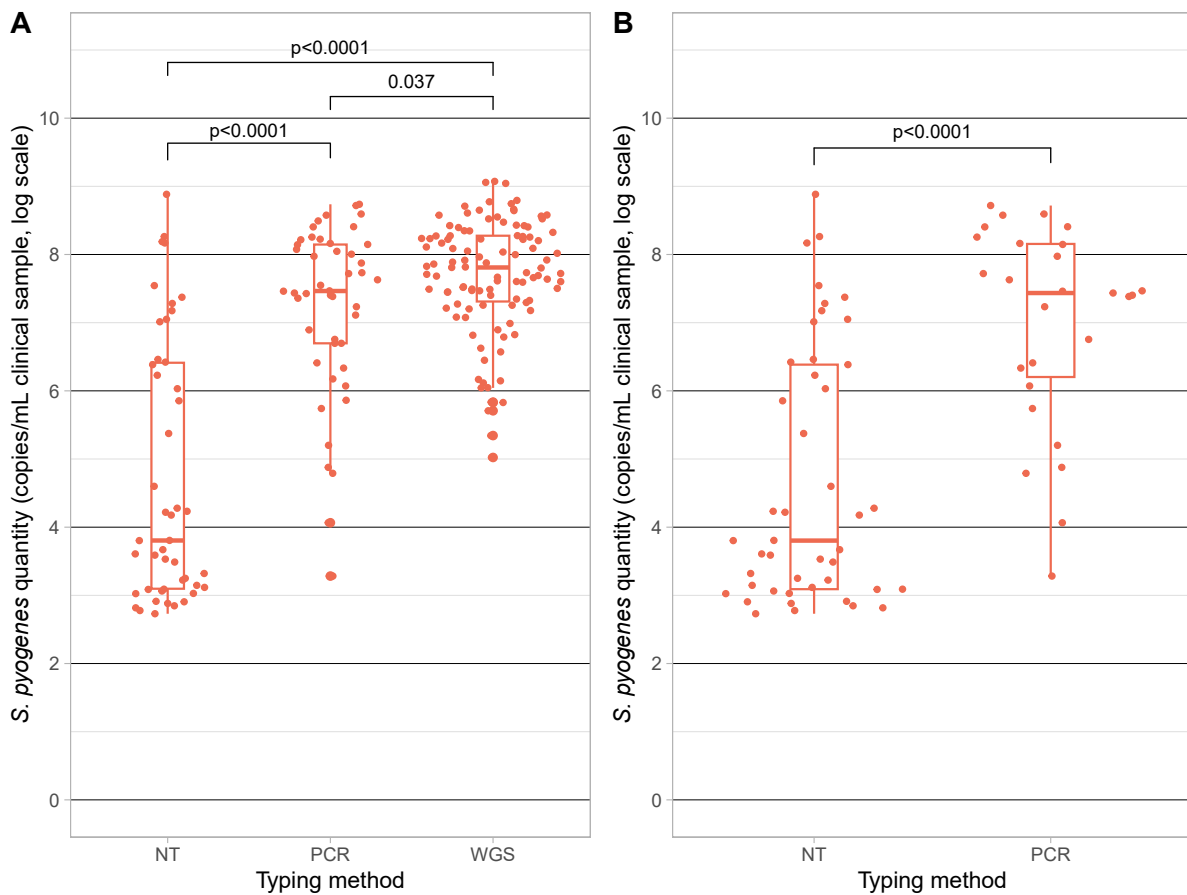 A
p<0.0001
0.037
p<0.0001
10
8
6
4
2
0
S. pyogenes quantity (copies/mL clinical sample, log scale)
NT PCR WGS
Typing method
B
p<0.0001
10
8
6
4
2
0
S. pyogenes quantity (copies/mL clinical sample, log scale)
NT PCR
Typing method